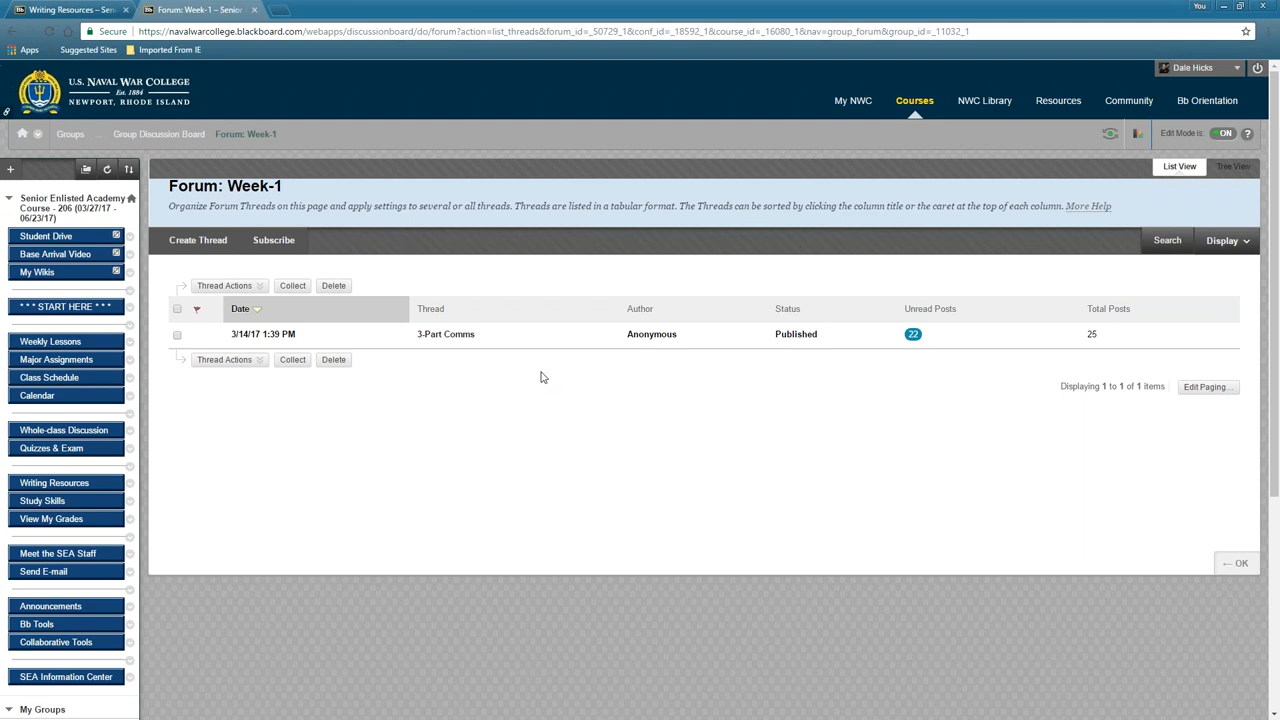 Writing Resources – Sen
Forum: Week-1 – Senior
You
Secure
https://navalwarcollege.blackboard.com/webapps/discussionboard/do/forum?action=list_threads&forum_id=_50729_1&conf_id=_18592_1&course_id=_16080_1&nav=group_forum&group_id=_11032_1
Apps
Suggested Sites
Imported From IE
Dale Hicks
U.S. NAVAL WAR COLLEGE
Est. 1884
NEWPORT, RHODE ISLAND
My NWC
Courses
NWC Library
Resources
Community
Bb Orientation
Groups
...
Group Discussion Board
Forum: Week-1
Edit Mode is:
ON
?
List View
Tree View
Forum: Week-1
Organize Forum Threads on this page and apply settings to several or all threads. Threads are listed in a tabular format. The Threads can be sorted by clicking the column title or the caret at the top of each column. More Help
Create Thread
Subscribe
Search
Display
Thread Actions
Collect
Delete
Date
Thread
Author
Status
Unread Posts
Total Posts
3/14/17 1:39 PM
3-Part Comms
Anonymous
Published
22
25
Thread Actions
Collect
Delete
Displaying 1 to 1 of 1 items
Edit Paging...
← OK
Senior Enlisted Academy
Course - 206 (03/27/17 -
06/23/17)
Student Drive
Base Arrival Video
My Wikis
* * * START HERE * * *
Weekly Lessons
Major Assignments
Class Schedule
Calendar
Whole-class Discussion
Quizzes & Exam
Writing Resources
Study Skills
View My Grades
Meet the SEA Staff
Send E-mail
Announcements
Bb Tools
Collaborative Tools
SEA Information Center
My Groups